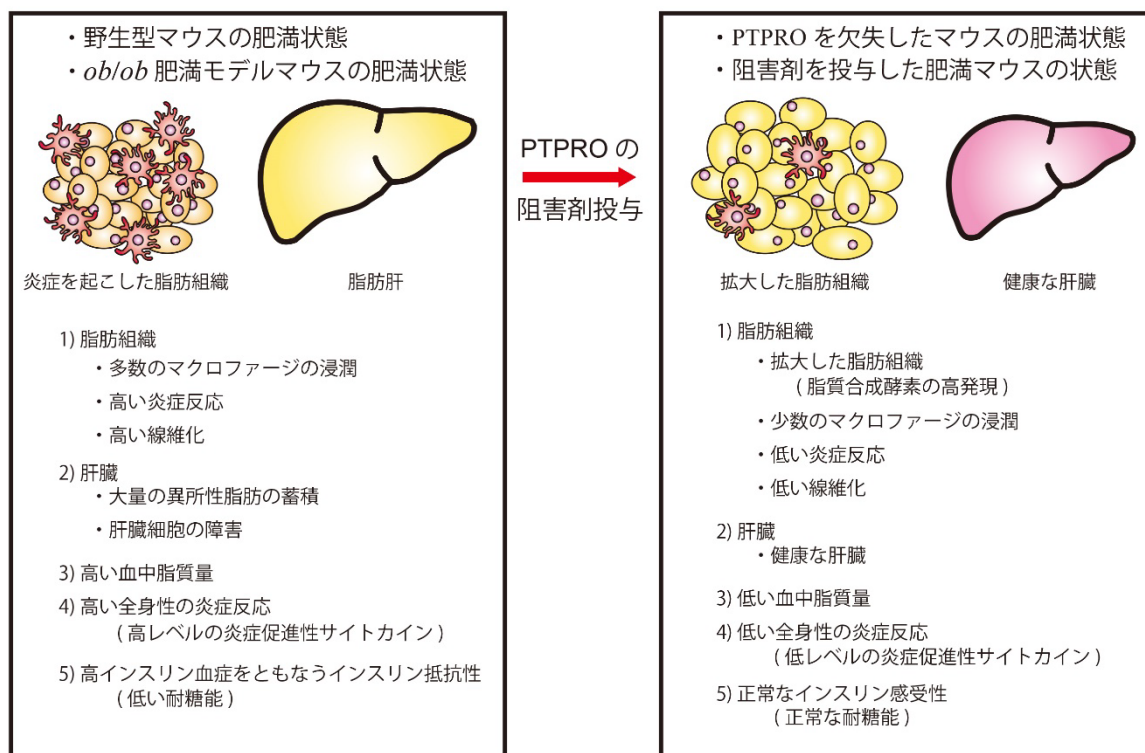 ・野生型マウスの肥満状態
・ob/ob 肥満モデルマウスの肥満状態
炎症を起こした脂肪組織
脂肪肝
1) 脂肪組織
・多数のマクロファージの浸潤
・高い炎症反応
・高い線維化
2) 肝臓
・大量の異所性脂肪の蓄積
・肝臓細胞の障害
3) 高い血中脂質量
4) 高い全身性の炎症反応
( 高レベルの炎症促進性サイトカイン )
5) 高インスリン血症をともなうインスリン抵抗性
( 低い耐糖能 )
PTPRO の
阻害剤投与
・PTPRO を欠失したマウスの肥満状態
・阻害剤を投与した肥満マウスの状態
拡大した脂肪組織
健康な肝臓
1) 脂肪組織
・拡大した脂肪組織
( 脂質合成酵素の高発現 )
・少数のマクロファージの浸潤
・低い炎症反応
・低い線維化
2) 肝臓
・健康な肝臓
3) 低い血中脂質量
4) 低い全身性の炎症反応
( 低レベルの炎症促進性サイトカイン )
5) 正常なインスリン感受性
( 正常な耐糖能 )